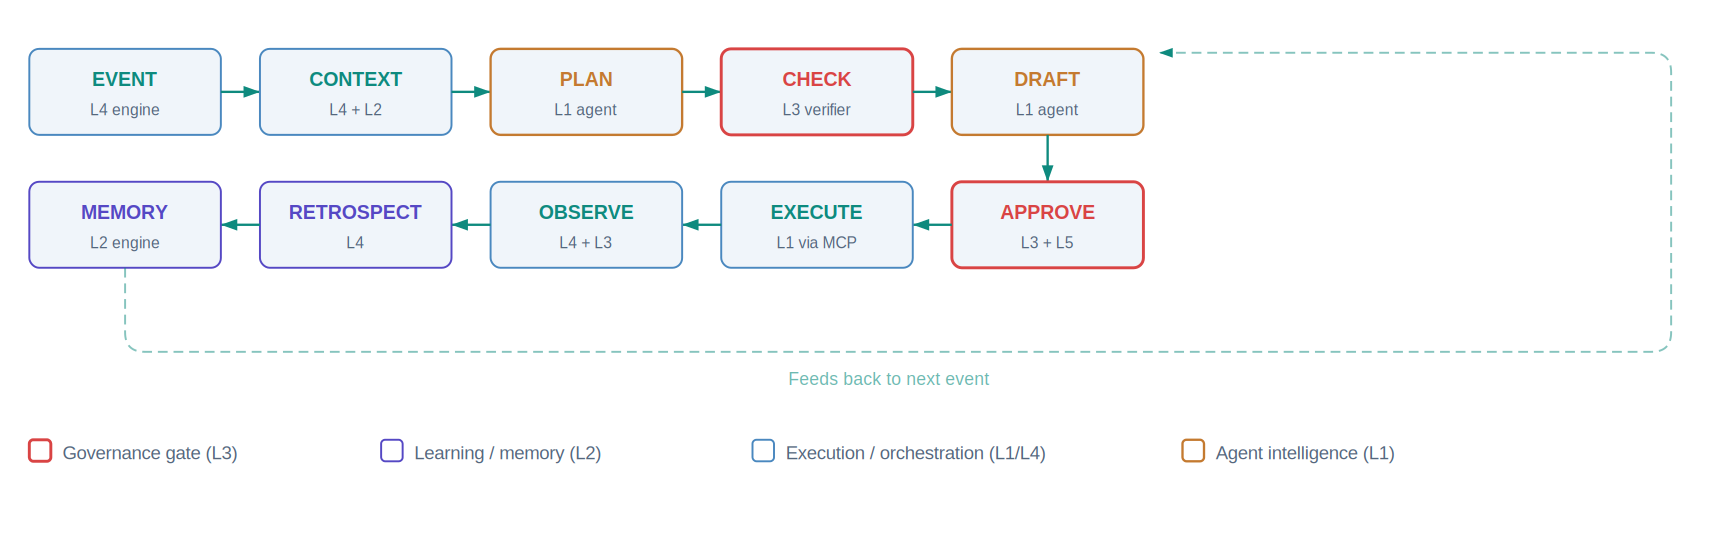 EVENT
L4 engine
CONTEXT
L4 + L2
PLAN
L1 agent
CHECK
L3 verifier
DRAFT
L1 agent
MEMORY
L2 engine
RETROSPECT
L4
OBSERVE
L4 + L3
EXECUTE
L1 via MCP
APPROVE
L3 + L5
Feeds back to next event
Governance gate (L3)
Learning / memory (L2)
Execution / orchestration (L1/L4)
Agent intelligence (L1)